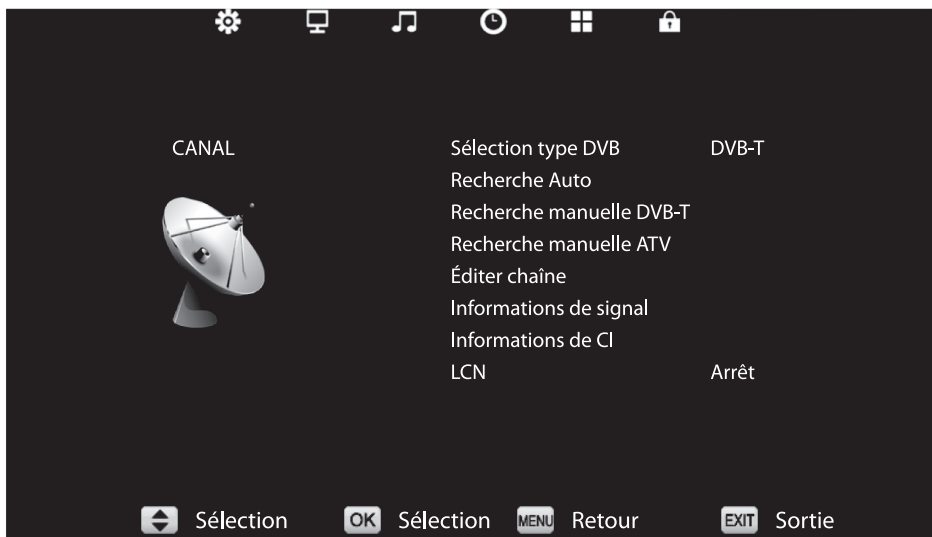 CANAL
Sélection type DVB DVB-T
Recherche Auto
Recherche manuelle DVB-T
Recherche manuelle ATV
Éditer chaîne
Informations de signal
Informations de CI
LCN Arrêt
Sélection OK Sélection MENU Retour EXIT Sortie